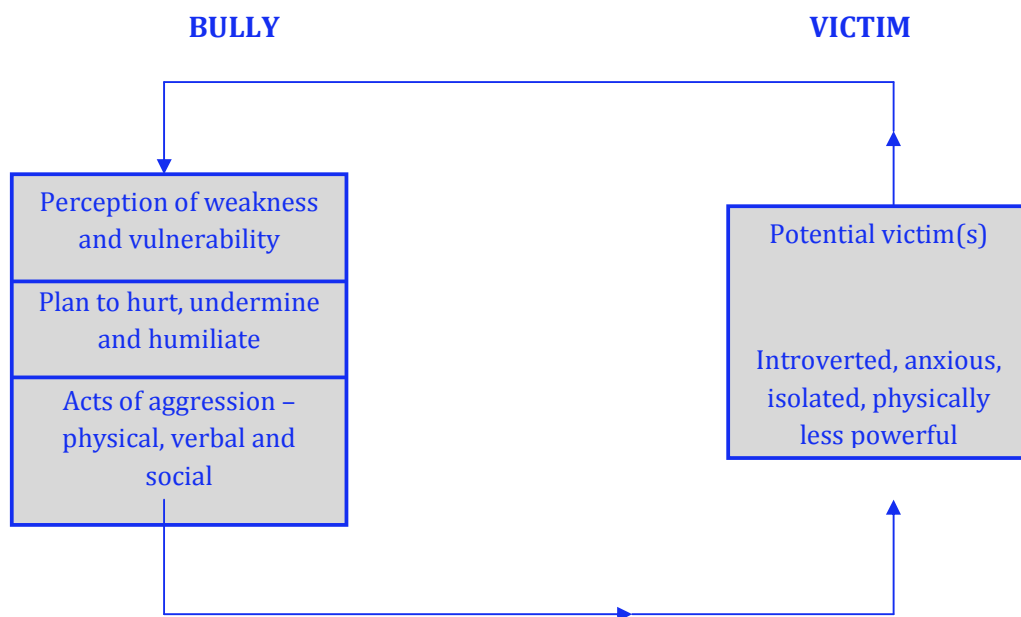 BULLY
VICTIM
Perception of weakness
and vulnerability
Plan to hurt, undermine
and humiliate
Acts of aggression –
physical, verbal and
social
Potential victim(s)
Introverted, anxious,
isolated, physically
less powerful